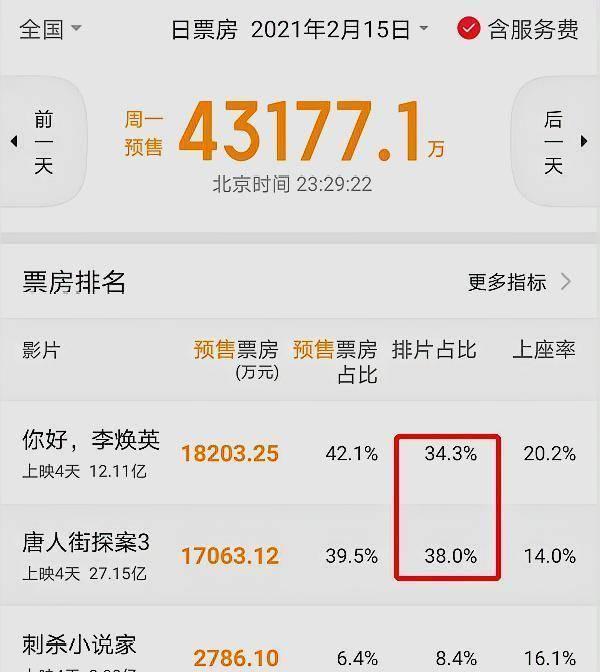 全国 日票房 2021年2月15日 含服务费
前一天 周一预售 43177.1万 后一天
北京时间 23:29:22
票房排名 更多指标
影片 预售票房(万元) 预售票房占比 排片占比 上座率
你好，李焕英 18203.25 42.1% 34.3% 20.2%
上映4天 12.11亿
唐人街探案3 17063.12 39.5% 38.0% 14.0%
上映4天 27.15亿
刺杀小说家 2786.10 6.4% 8.4% 16.1%